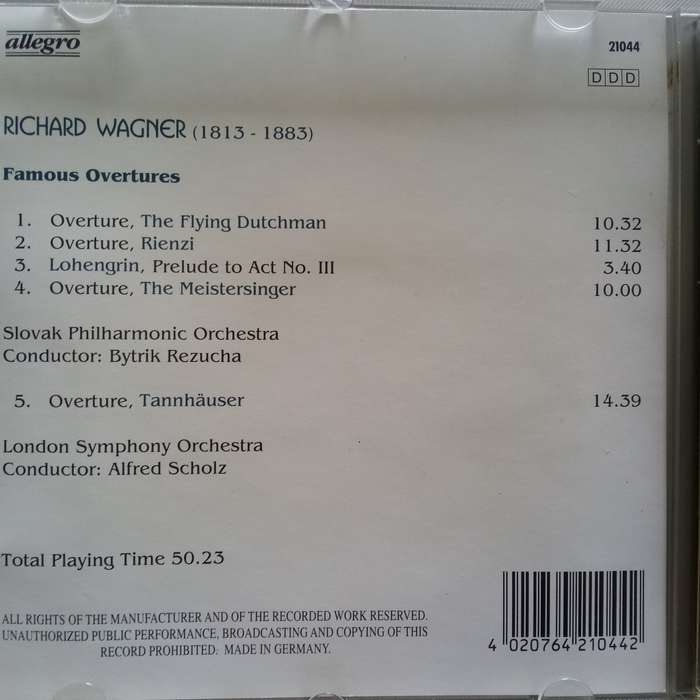 allegro 21044
DDD
RICHARD WAGNER (1813 - 1883)
Famous Overtures
1. Overture, The Flying Dutchman 10.32
2. Overture, Rienzi 11.32
3. Lohengrin, Prelude to Act No. III 3.40
4. Overture, The Meistersinger 10.00
Slovak Philharmonic Orchestra
Conductor: Bytrik Rezucha
5. Overture, Tannhäuser 14.39
London Symphony Orchestra
Conductor: Alfred Scholz
Total Playing Time 50.23
ALL RIGHTS OF THE MANUFACTURER AND OF THE RECORDED WORK RESERVED.
UNAUTHORIZED PUBLIC PERFORMANCE, BROADCASTING AND COPYING OF THIS
RECORD PROHIBITED. MADE IN GERMANY.
4 020764 210442